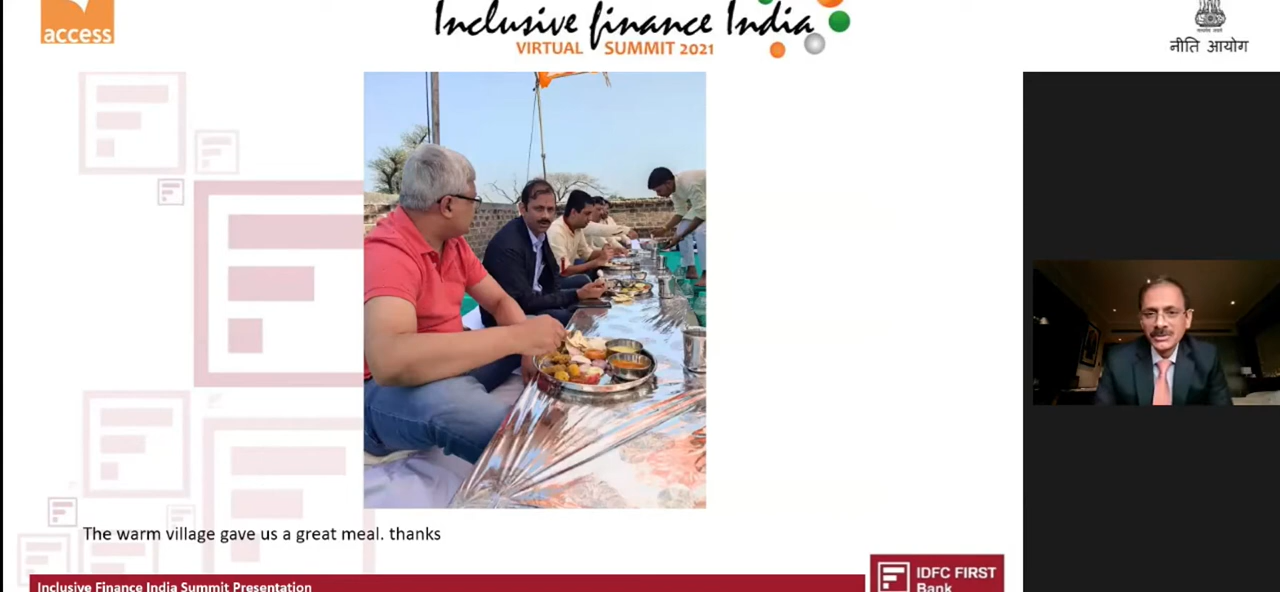 access
Inclusive finance India
VIRTUAL SUMMIT 2021
नीति आयोग
The warm village gave us a great meal. thanks
Inclusive Finance India Summit Presentation
IDFC FIRST
Bank